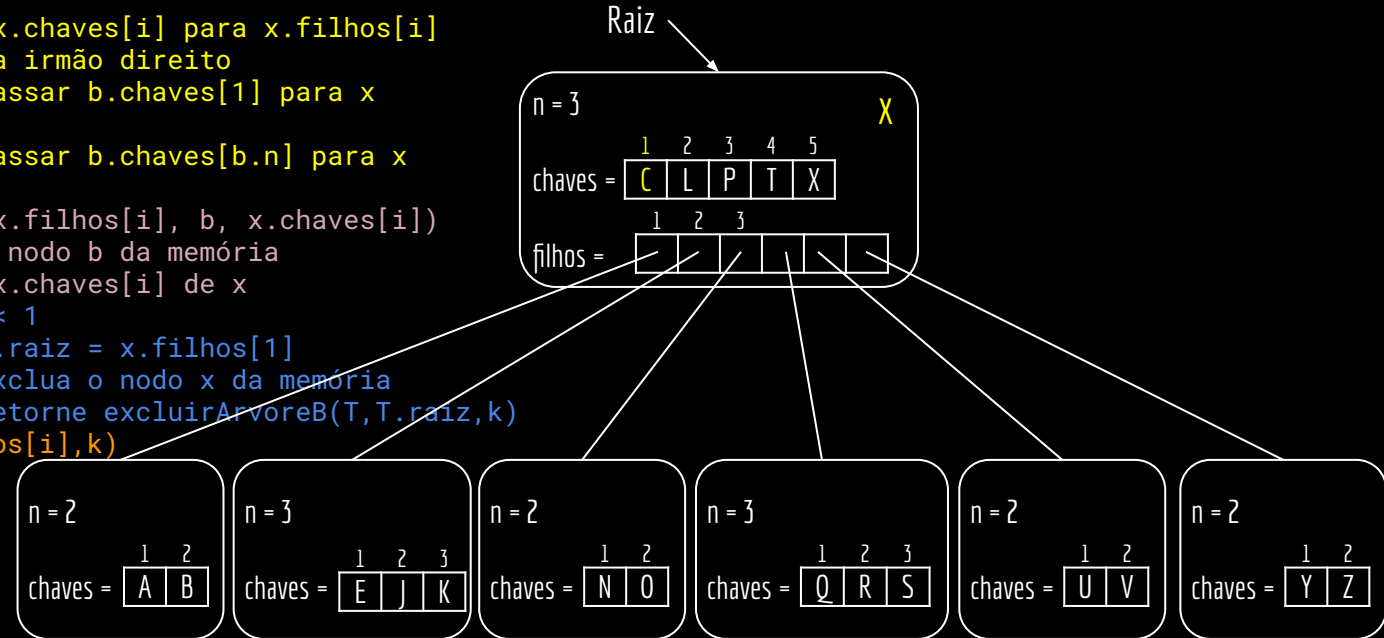 x.chaves[i] para x.filhos[i]
a irmão direito
assar b.chaves[1] para x
assar b.chaves[b.n] para x
x.filhos[i], b, x.chaves[i])
nodo b da memória
x.chaves[i] de x
< 1
.raiz = x.filhos[1]
xclua o nodo x da memória
etorne excluirArvoreB(T,T.raiz,k)
os[i],k)
Raiz
n = 3
X
1 2 3 4 5
chaves = C L P T X
1 2 3
filhos =
n = 2
1 2
chaves = A B
n = 3
1 2 3
chaves = E J K
n = 2
1 2
chaves = N O
n = 3
1 2 3
chaves = Q R S
n = 2
1 2
chaves = U V
n = 2
1 2
chaves = Y Z